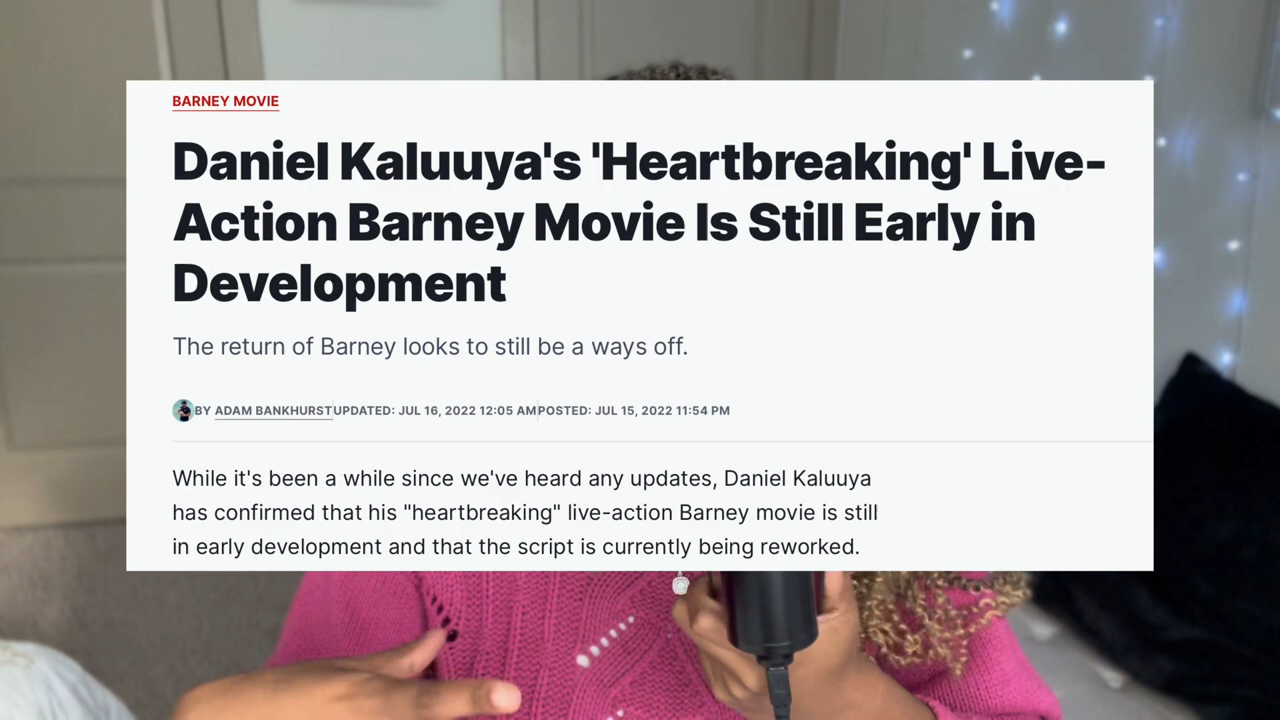 BARNEY MOVIE
Daniel Kaluuya's 'Heartbreaking' Live-
Action Barney Movie Is Still Early in
Development
The return of Barney looks to still be a ways off.
BY ADAM BANKHURST UPDATED: JUL 16, 2022 12:05 AM POSTED: JUL 15, 2022 11:54 PM
While it's been a while since we've heard any updates, Daniel Kaluuya
has confirmed that his "heartbreaking" live-action Barney movie is still
in early development and that the script is currently being reworked.